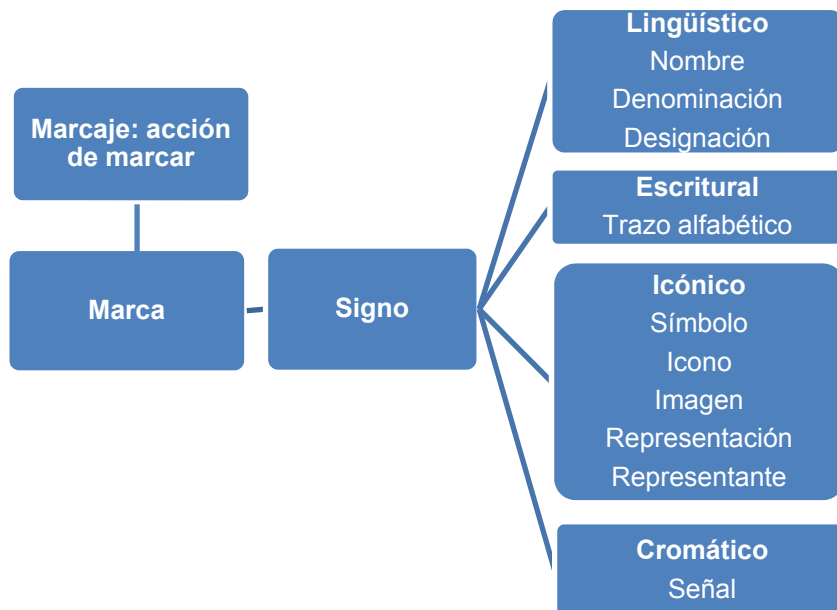 Marcaje: acción
de marcar
Marca
Signo
Lingüístico
Nombre
Denominación
Designación
Escritural
Trazo alfabético
Icónico
Símbolo
Icono
Imagen
Representación
Representante
Cromático
Señal